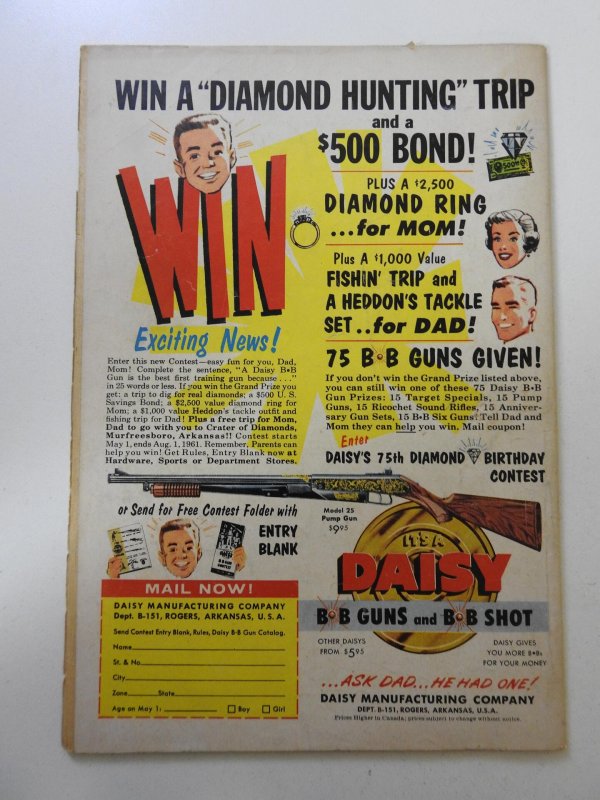 WIN A "DIAMOND HUNTING" TRIP
and a
$500 BOND!
WIN
PLUS A $2,500
DIAMOND RING
...for MOM!
Plus A $1,000 Value
FISHIN' TRIP and
A HEDDON'S TACKLE
SET..for DAD!
Exciting News!
Enter this new Contest—easy fun for you, Dad,
Mom! Complete the sentence, "A Daisy B•B
Gun is the best first training gun because . . ."
in 25 words or less. If you win the Grand Prize you
get: a trip to dig for real diamonds; a $500 U. S.
Savings Bond; a $2,500 value diamond ring for
Mom; a $1,000 value Heddon's tackle outfit and
fishing trip for Dad! Plus a free trip for Mom,
Dad to go with you to Crater of Diamonds,
Murfreesboro, Arkansas!! Contest starts
May 1, ends Aug. 1, 1961. Remember, Parents can
help you win! Get Rules, Entry Blank now at
Hardware, Sports or Department Stores.
75 B•B GUNS GIVEN!
If you don't win the Grand Prize listed above,
you can still win one of these 75 Daisy B•B
Gun Prizes: 15 Target Specials, 15 Pump
Guns, 15 Ricochet Sound Rifles, 15 Anniver-
sary Gun Sets, 15 B•B Six Guns! Tell Dad and
Mom they can help you win. Mail coupon!
Enter
DAISY'S 75th DIAMOND BIRTHDAY
CONTEST
or Send for Free Contest Folder with
ENTRY
BLANK
Model 25
Pump Gun
$9.95
IT'S A
DAISY
B•B GUNS and B•B SHOT
OTHER DAISYS
FROM $5.95
DAISY GIVES
YOU MORE B•Bs
FOR YOUR MONEY
...ASK DAD...HE HAD ONE!
DAISY MANUFACTURING COMPANY
DEPT. B-151, ROGERS, ARKANSAS, U.S.A.
Prices Higher in Canada; prices subject to change without notice.
MAIL NOW!
DAISY MANUFACTURING COMPANY
Dept. B-151, ROGERS, ARKANSAS, U.S.A.
Send Contest Entry Blank, Rules, Daisy B-B Gun Catalog.
Name
St. & No.
City
Zone State
Age on May 1: Boy Girl